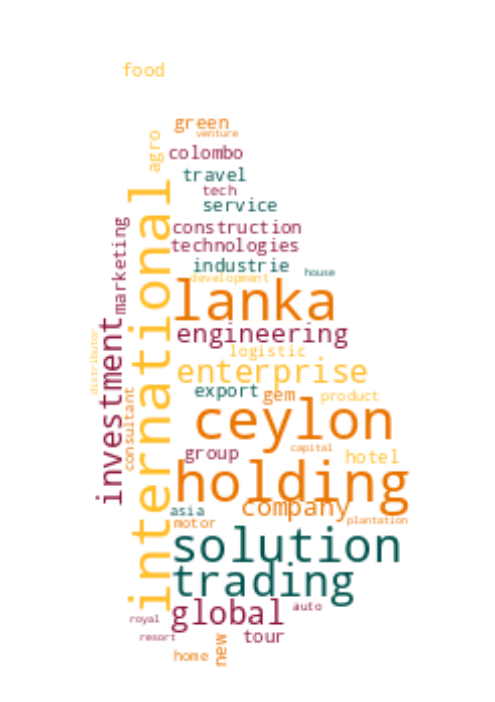 food
green
venture
agro
colombo
travel
tech
service
construction
technologies
marketing
industrie
house
development
international
lanka
engineering
investment
distributor
logistic
enterprise
consultant
export
gem
product
ceylon
capital
group
hotel
holding
company
asia
plantation
motor
solution
trading
global
auto
royal
resort
tour
new
home